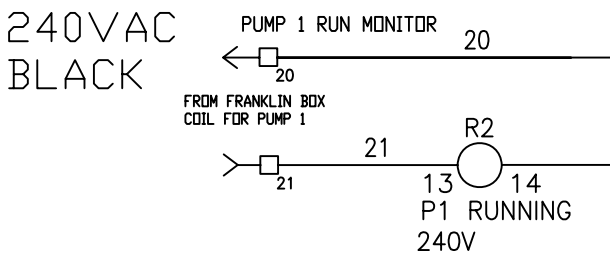 240VAC
BLACK
PUMP 1 RUN MONITOR
20
20
FROM FRANKLIN BOX
COIL FOR PUMP 1
21
R2
21
13
14
P1 RUNNING
240V